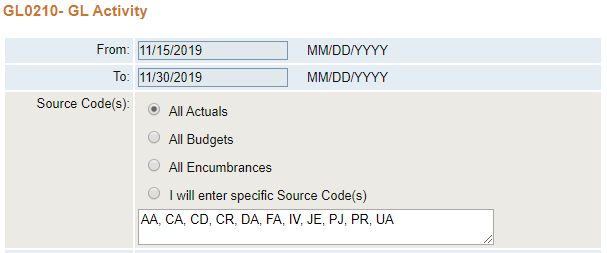 GL0210- GL Activity
From: 11/15/2019 MM/DD/YYYY
To: 11/30/2019 MM/DD/YYYY
Source Code(s): All Actuals
All Budgets
All Encumbrances
I will enter specific Source Code(s)
AA, CA, CD, CR, DA, FA, IV, JE, PJ, PR, UA